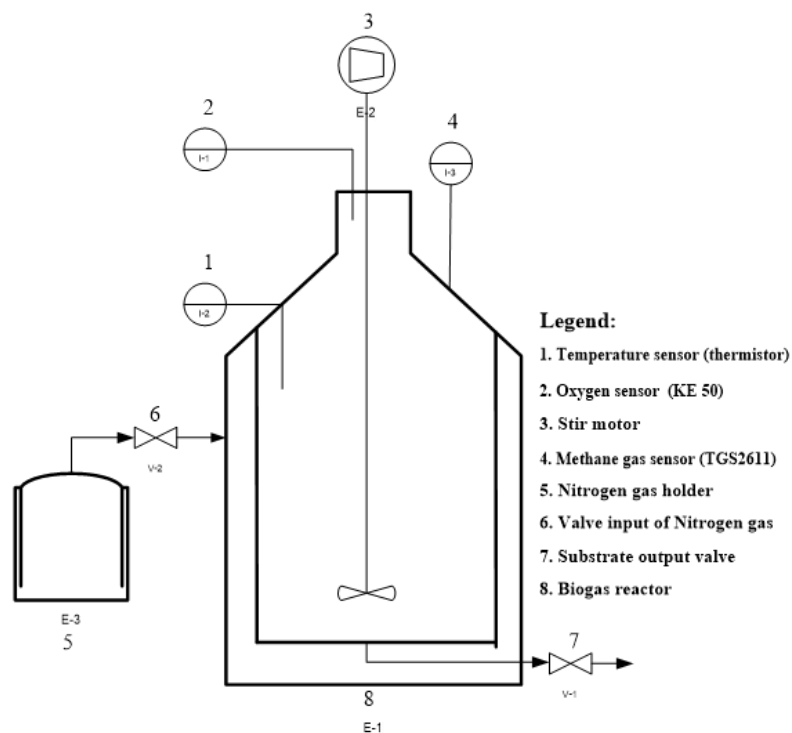 3
E-2
2
I-1
4
I-3
1
I-2
6
V-2
E-3
5
7
V-1
8
E-1
Legend:
1. Temperature sensor (thermistor)
2. Oxygen sensor (KE 50)
3. Stir motor
4. Methane gas sensor (TGS2611)
5. Nitrogen gas holder
6. Valve input of Nitrogen gas
7. Substrate output valve
8. Biogas reactor